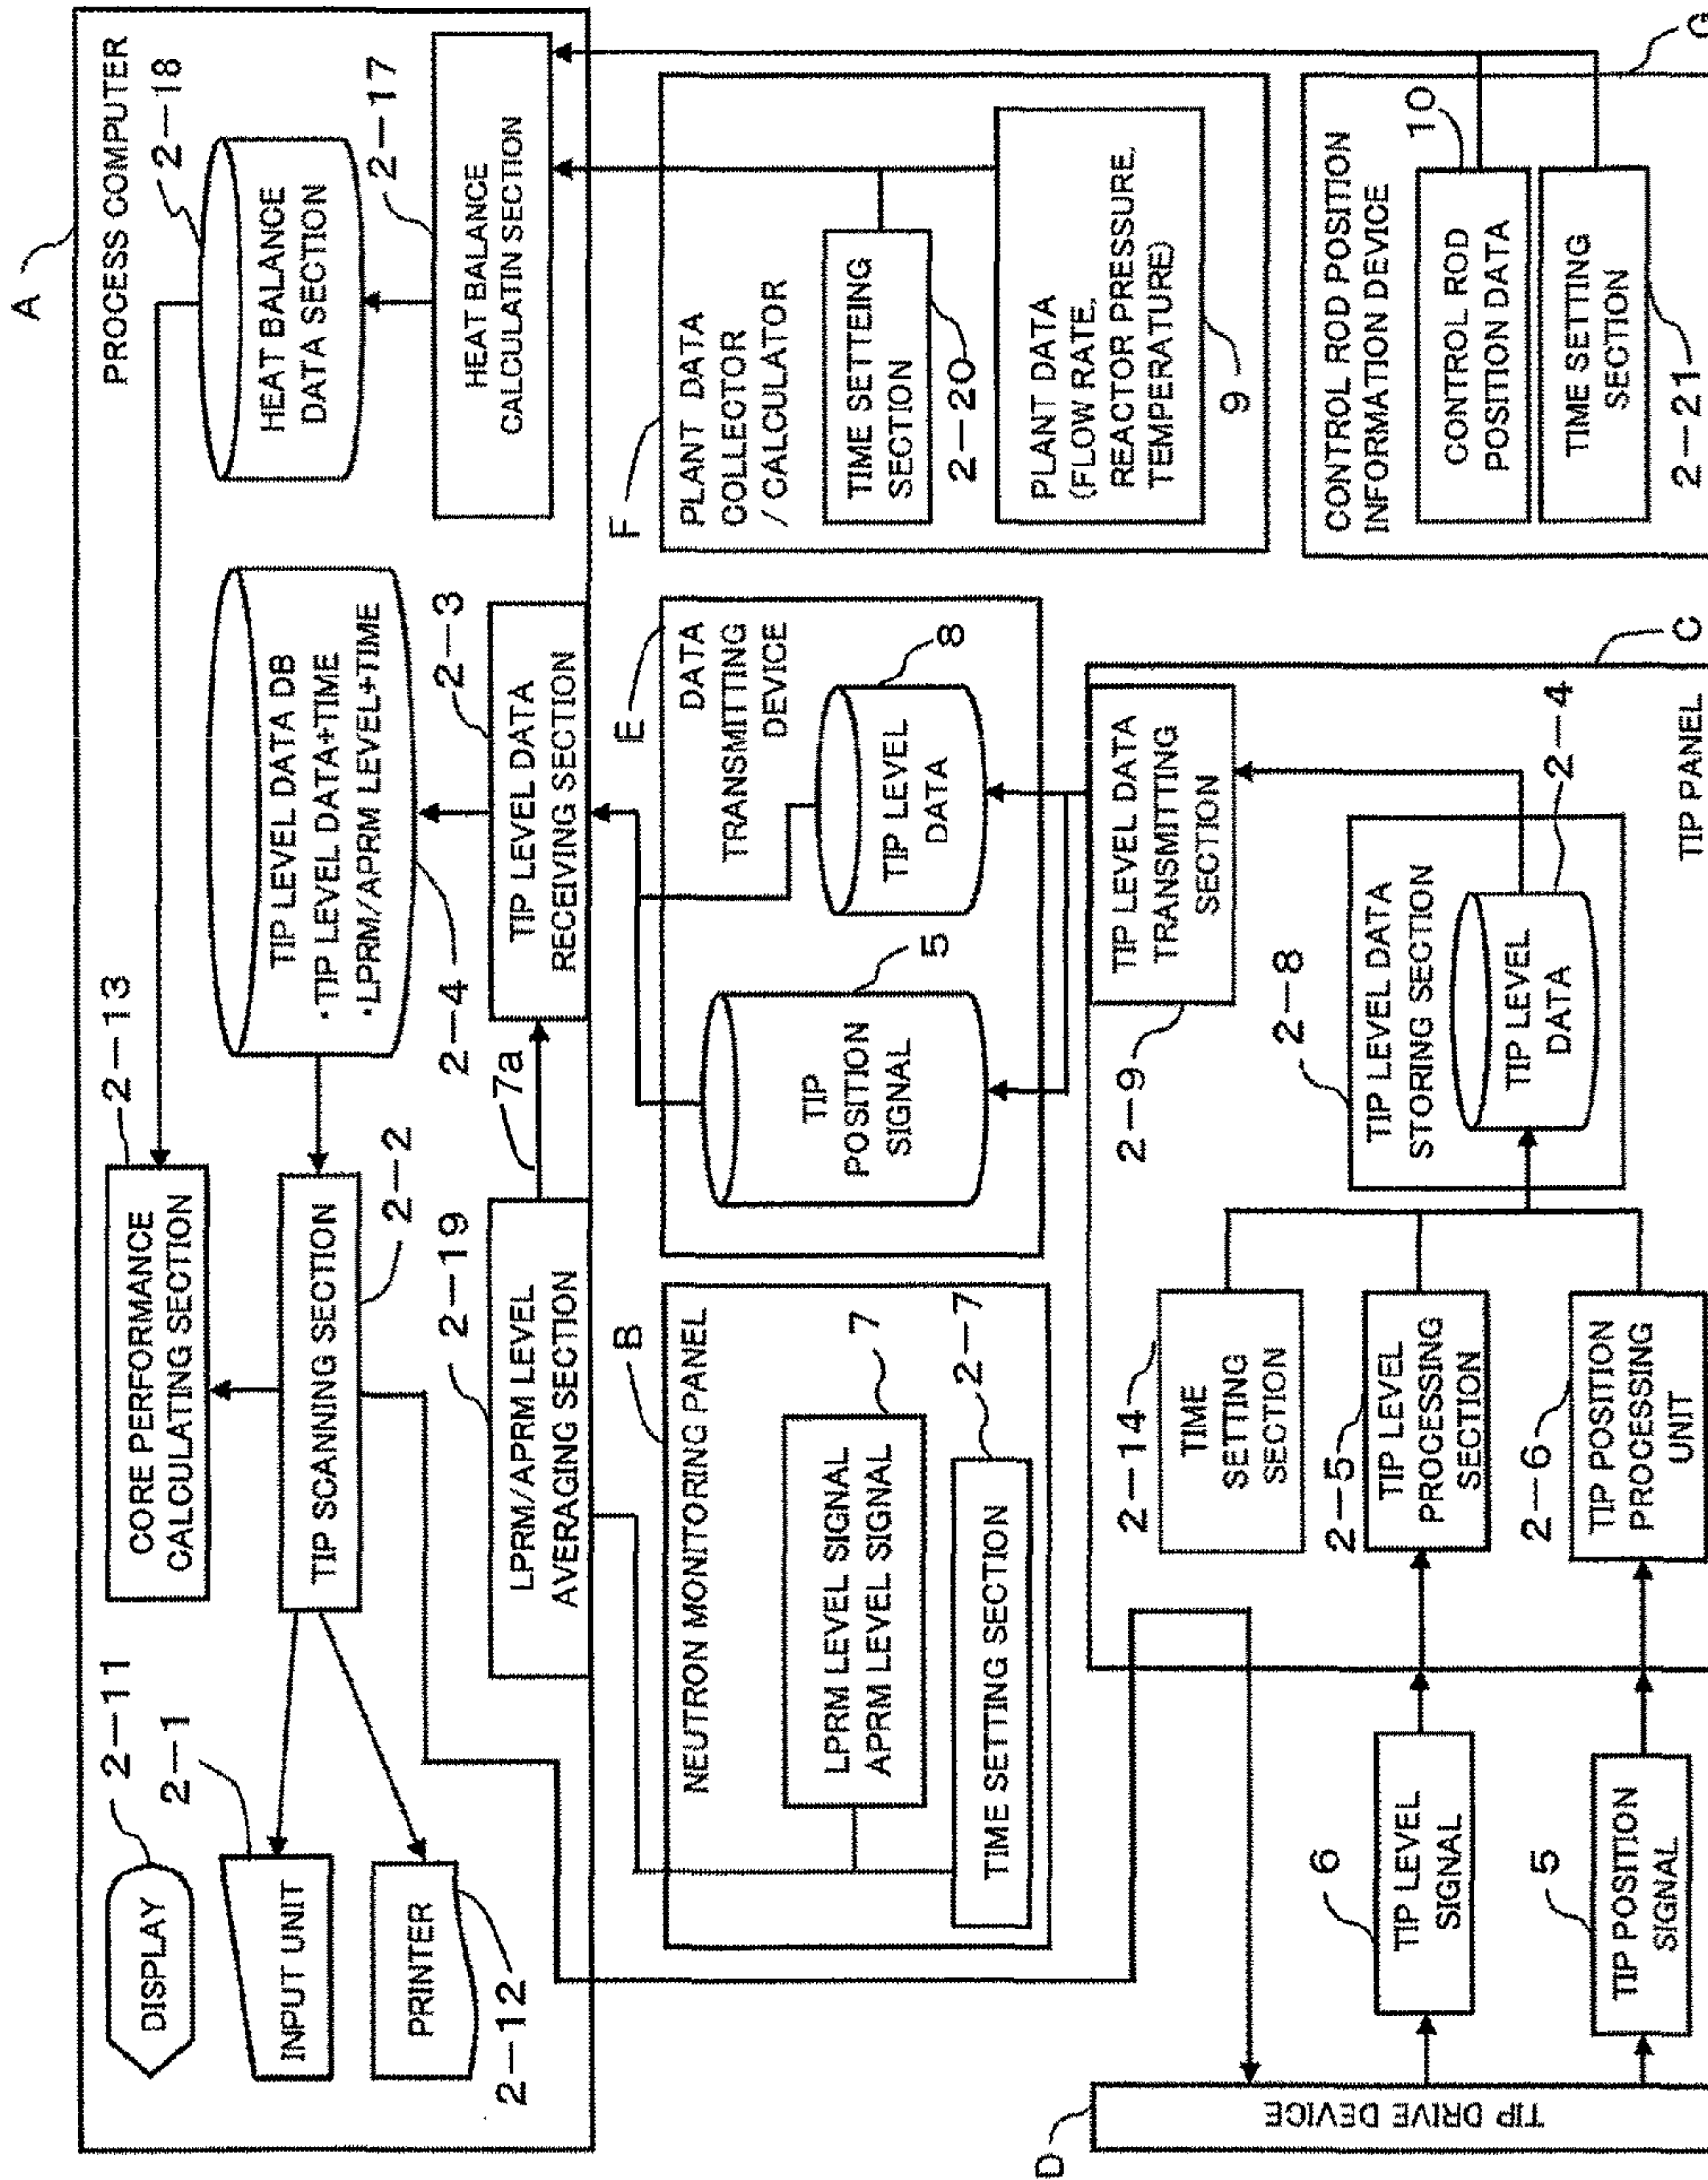 A
PROCESS COMPUTER
DISPLAY
2-11
INPUT UNIT
2-1
PRINTER
2-12
CORE PERFORMANCE
CALCULATING SECTION
2-13
TIP SCANNING SECTION
2-2
LPRM/APRM LEVEL
AVERAGING SECTION
2-19
7a
TIP LEVEL DATA DB
・TIP LEVEL DATA+TIME
・LPRM/APRM LEVEL+TIME
2-4
TIP LEVEL DATA
RECEIVING SECTION
2-3
HEAT BALANCE
DATA SECTION
2-18
HEAT BALANCE
CALCULATIN SECTION
2-17
B
NEUTRON MONITORING PANEL
LPRM LEVEL SIGNAL
APRM LEVEL SIGNAL
7
TIME SETTING SECTION
2-7
E
DATA
TRANSMITTING
DEVICE
TIP
POSITION
SIGNAL
5
TIP LEVEL
DATA
8
F
PLANT DATA
COLLECTOR
/CALCULATOR
TIME SETTEING
SECTION
2-20
PLANT DATA
(FLOW RATE,
REACTOR PRESSURE,
TEMPERATURE)
9
D
TIP DRIVE DEVICE
6
TIP LEVEL
SIGNAL
5
TIP POSITION
SIGNAL
2-14
TIME
SETTING
SECTION
2-5
TIP LEVEL
PROCESSING
SECTION
2-6
TIP POSITION
PROCESSING
UNIT
2-9
TIP LEVEL DATA
TRANSMITTING
SECTION
2-8
TIP LEVEL DATA
STORING SECTION
TIP LEVEL
DATA
2-4
TIP PANEL
C
CONTROL ROD POSITION
INFORMATION DEVICE
CONTROL ROD
POSITION DATA
10
TIME SETTING
SECTION
2-21
G